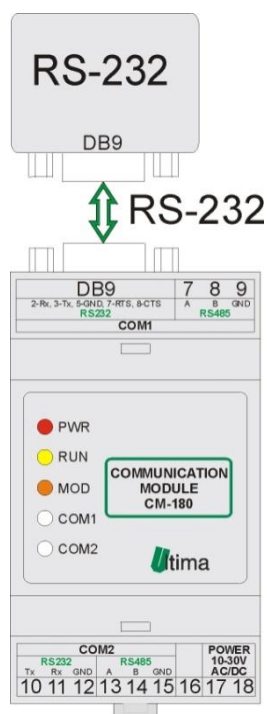 RS-232
DB9
RS-232
DB9 7 8 9
2-Rx, 3-Tx, 5-GND, 7-RTS, 8-CTS A B GND
RS232 RS485
COM1
PWR
RUN
MOD
COM1
COM2
COMMUNICATION
MODULE
CM-180
Ultima
COM2 POWER
RS232 RS485 10-30V
Tx Rx GND A B GND AC/DC
10 11 12 13 14 15 16 17 18